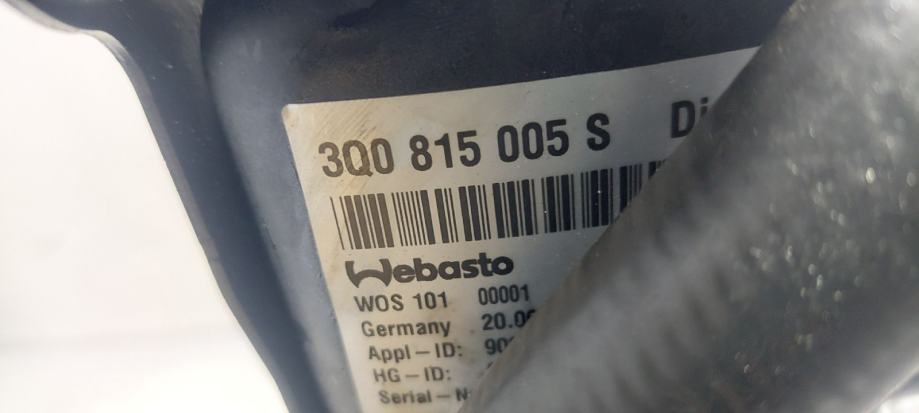 3Q0 815 005 S
Webasto
WOS 101 00001
Germany
Appl-ID:
HG-ID: